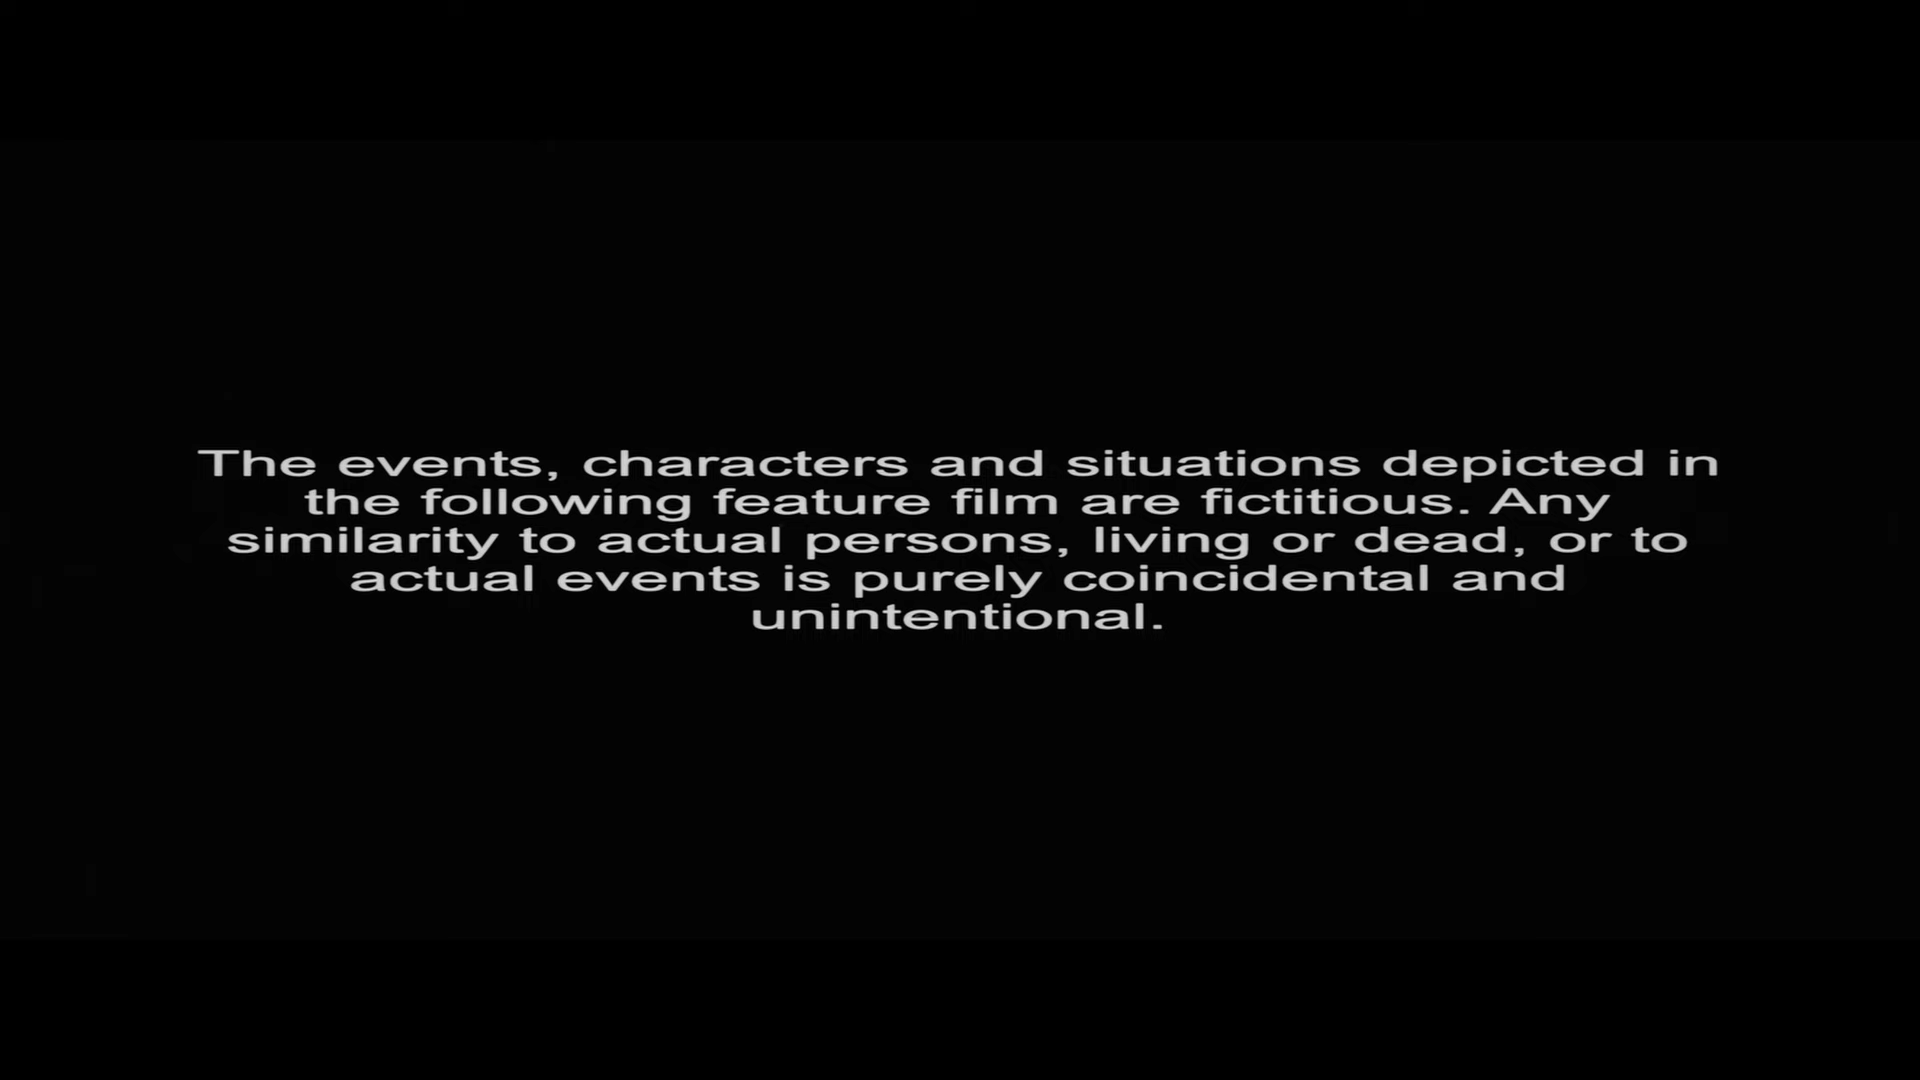 The events, characters and situations depicted in
the following feature film are fictitious. Any
similarity to actual persons, living or dead, or to
actual events is purely coincidental and
unintentional.